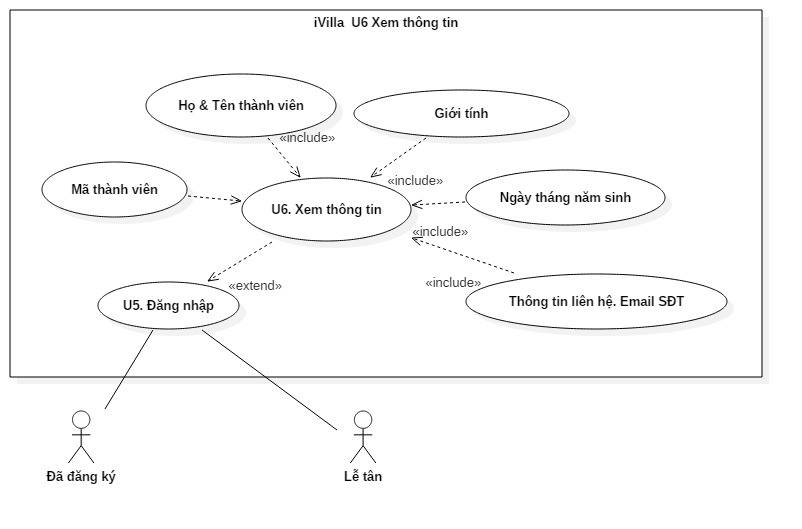 iVilla  U6 Xem thông tin
Họ & Tên thành viên
Giới tính
«include»
«include»
Mã thành viên
Ngày tháng năm sinh
U6. Xem thông tin
«include»
«extend»
«include»
U5. Đăng nhập
Thông tin liên hệ. Email SĐT
Đã đăng ký
Lễ tân